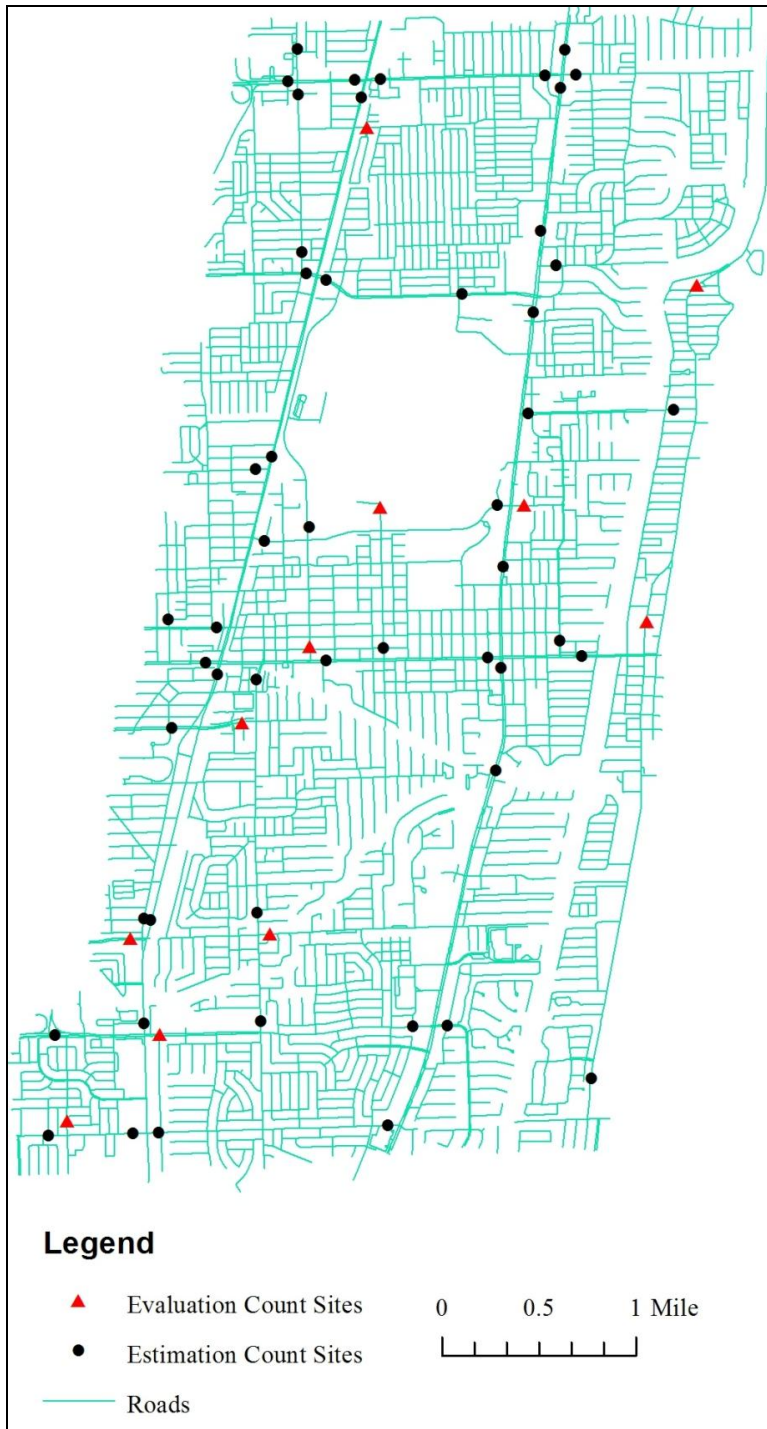 Legend
Evaluation Count Sites
Estimation Count Sites
Roads
0 0.5 1 Mile